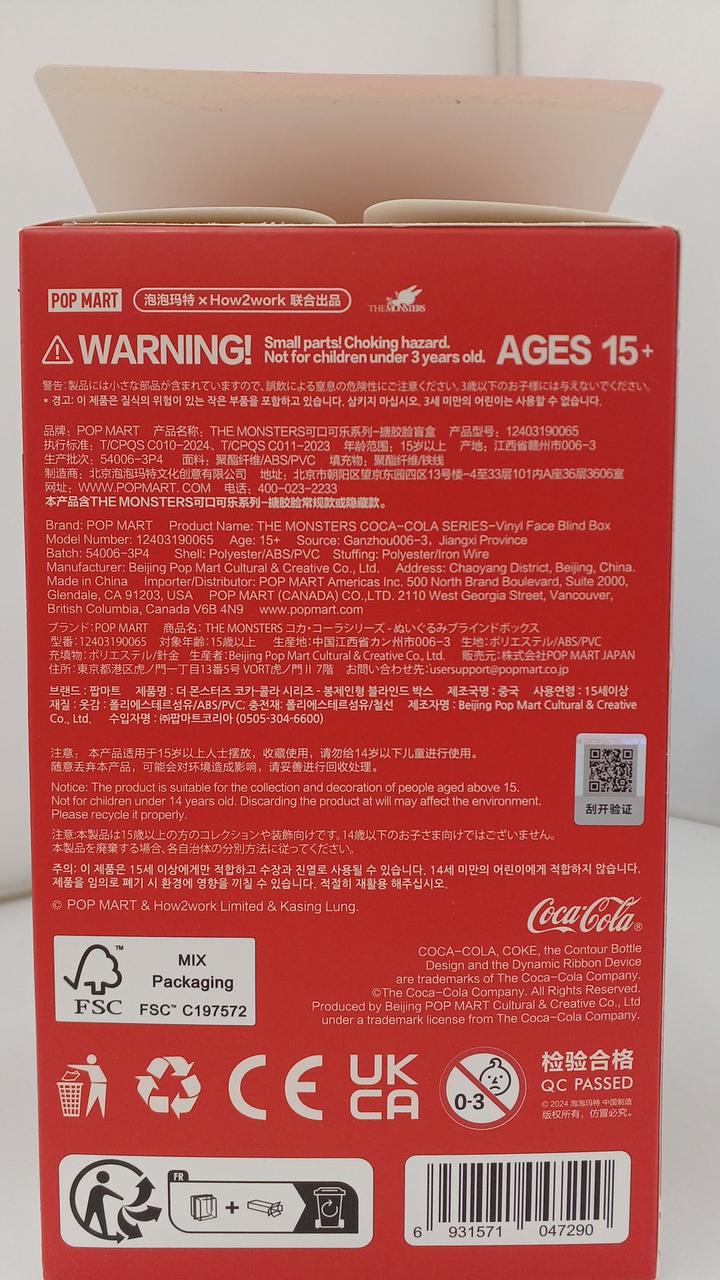 POP MART 泡泡玛特×How2work 联合出品 THE MONSTERS
WARNING! Small parts! Choking hazard. Not for children under 3 years old. AGES 15+
警告:製品には小さな部品が含まれていますので、誤飲による窒息の危険性にご注意ください。3歳以下のお子様には与えないでください。
* 경고: 이 제품은 질식의 위험이 있는 작은 부품을 포함하고 있습니다. 삼키지 마십시오. 3세 미만의 어린이는 사용할 수 없습니다.
品牌：POP MART 产品名称：THE MONSTERS可口可乐系列-搪胶脸盲盒 产品型号：12403190065
执行标准：T/CPQS C010-2024、T/CPQS C011-2023 年龄范围：15岁以上 产地：江西省赣州市006-3
生产批次：54006-3P4 面料：聚酯纤维/ABS/PVC 填充物：聚酯纤维/铁线
制造商：北京泡泡玛特文化创意有限公司 地址：北京市朝阳区望京东园四区13号楼-4至33层101内A座36层3606室
网址：WWW.POPMART.COM 电话：400-023-2233
本产品含THE MONSTERS可口可乐系列-搪胶脸常规款或隐藏款。
Brand: POP MART Product Name: THE MONSTERS COCA-COLA SERIES-Vinyl Face Blind Box
Model Number: 12403190065 Age: 15+ Source: Ganzhou006-3, Jiangxi Province
Batch: 54006-3P4 Shell: Polyester/ABS/PVC Stuffing: Polyester/Iron Wire
Manufacturer: Beijing Pop Mart Cultural & Creative Co., Ltd. Address: Chaoyang District, Beijing, China.
Made in China Importer/Distributor: POP MART Americas Inc. 500 North Brand Boulevard, Suite 2000,
Glendale, CA 91203, USA POP MART (CANADA) CO.,LTD. 2110 West Georgia Street, Vancouver,
British Columbia, Canada V6B 4N9 www.popmart.com
ブランド：POP MART 商品名：THE MONSTERS コカ・コーラシリーズ - ぬいぐるみブラインドボックス
型番：12403190065 対象年齢：15歳以上 生産地：中国江西省カン州市006-3 生地：ポリエステル/ABS/PVC
充填物：ポリエステル/針金 生産者：Beijing Pop Mart Cultural & Creative Co., Ltd. 販売元：株式会社POP MART JAPAN
住所：東京都港区虎ノ門一丁目13番5号 VORT虎ノ門II 7階 お問い合わせ先：usersupport@popmart.co.jp
브랜드 : 팝마트 제품명 : 더 몬스터즈 코카-콜라 시리즈 - 봉제인형 블라인드 박스 제조국명 : 중국 사용연령 : 15세이상
재질 : 옷감 : 폴리에스테르섬유/ABS/PVC; 충전재: 폴리에스테르섬유/철선 제조자명 : Beijing Pop Mart Cultural & Creative
Co., Ltd. 수입자명 : ㈜팝마트코리아 (0505-304-6600)
注意： 本产品适用于15岁以上人士摆放，收藏使用，请勿给14岁以下儿童进行使用。
随意丢弃本产品，可能会对环境造成影响，请妥善进行回收处理。
刮开验证
Notice: The product is suitable for the collection and decoration of people aged above 15.
Not for children under 14 years old. Discarding the product at will may affect the environment.
Please recycle it properly.
注意:本製品は15歳以上の方のコレクションや装飾向けです。14歳以下のお子さま向けではございません。
本製品を廃棄する場合、各自治体の分別方法に従ってください。
주의: 이 제품은 15세 이상에게만 적합하고 수장과 진열로 사용될 수 있습니다. 14세 미만의 어린이에게 적합하지 않습니다.
제품을 임의로 폐기 시 환경에 영향을 끼칠 수 있습니다. 적절히 재활용 해주십시오.
© POP MART & How2work Limited & Kasing Lung.
Coca-Cola®
COCA-COLA, COKE, the Contour Bottle
Design and the Dynamic Ribbon Device
are trademarks of The Coca-Cola Company.
©The Coca-Cola Company. All Rights Reserved.
Produced by Beijing POP MART Cultural & Creative Co., Ltd
under a trademark license from The Coca-Cola Company.
FSC™
MIX
Packaging
FSC™ C197572
CE
UK
CA
0-3
检验合格
QC PASSED
© 2024 泡泡玛特 中国制造
版权所有，仿冒必究。
FR
+
6 931571 047290